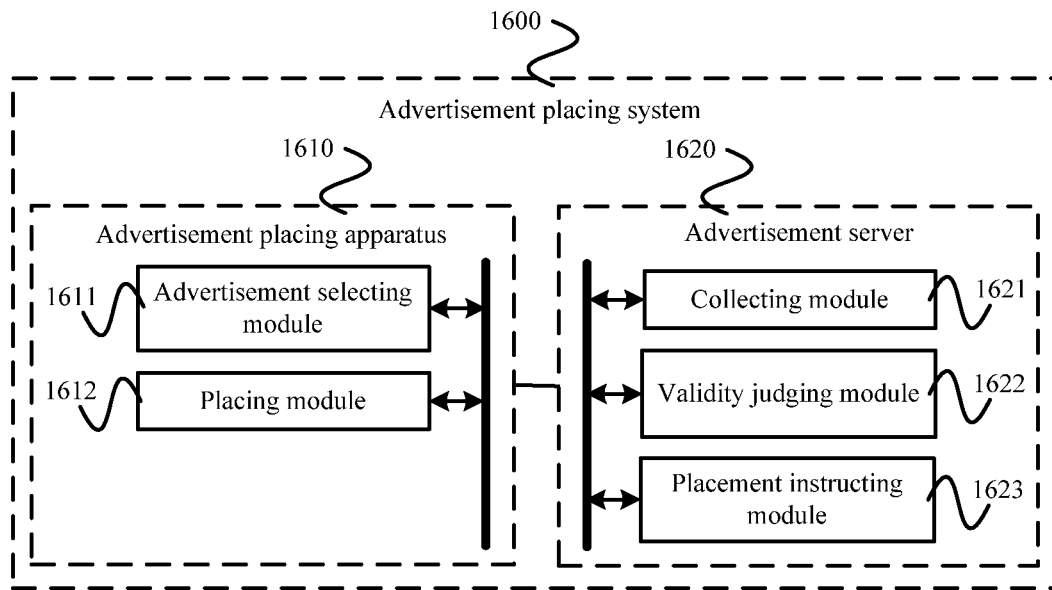 1600
Advertisement placing system
1610
1620
Advertisement placing apparatus
Advertisement server
1611
Advertisement selecting
module
1612
Placing module
Collecting module
1621
Validity judging module
1622
Placement instructing
module
1623